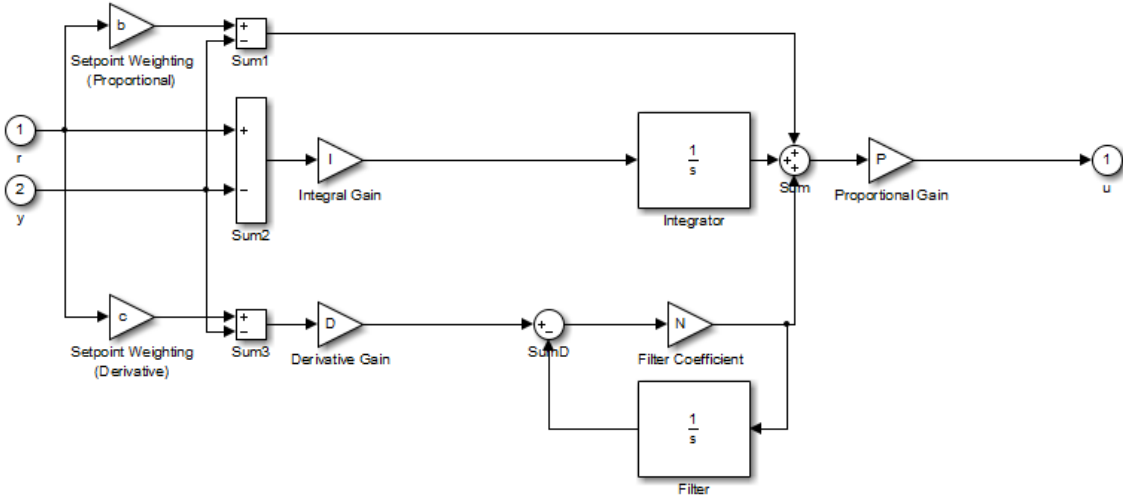 b
+
−
Sum1
Setpoint Weighting
(Proportional)
1
r
2
y
+
−
Sum2
I
Integral Gain
1
s
Integrator
+
+
+
Sum
P
Proportional Gain
1
u
c
Setpoint Weighting
(Derivative)
+
−
Sum3
D
Derivative Gain
+
−
SumD
N
Filter Coefficient
1
s
Filter